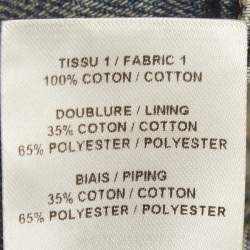 TISSU 1 / FABRIC 1
100% COTON / COTTON
DOUBLURE / LINING
35% COTON / COTTON
65% POLYESTER / POLYESTER
BIAIS / PIPING
35% COTON / COTTON
65% POLYESTER / POLYESTER